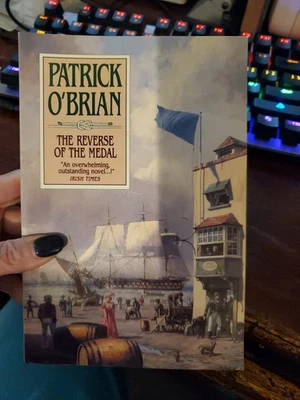 PATRICK
O'BRIAN
THE REVERSE
OF THE MEDAL
"An overwhelming,
outstanding novel...!"
IRISH TIMES